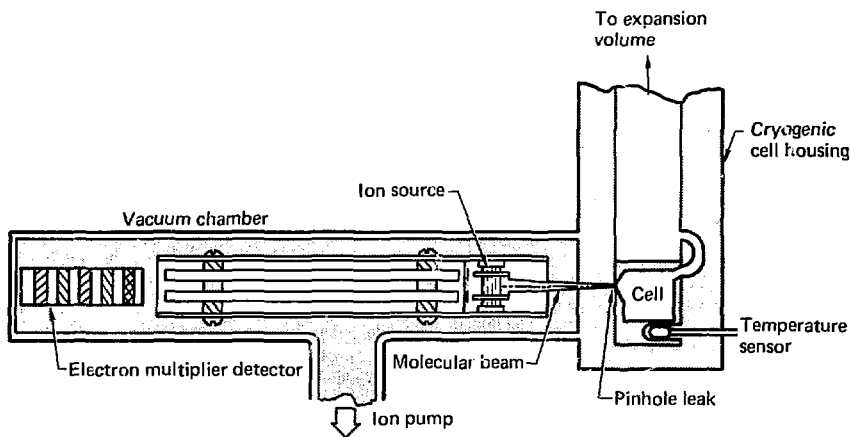 To expansion
volume
Cryogenic
cell housing
Ion source
Vacuum chamber
Cell
Temperature
sensor
Electron multiplier detector
Molecular beam
Pinhole leak
Ion pump